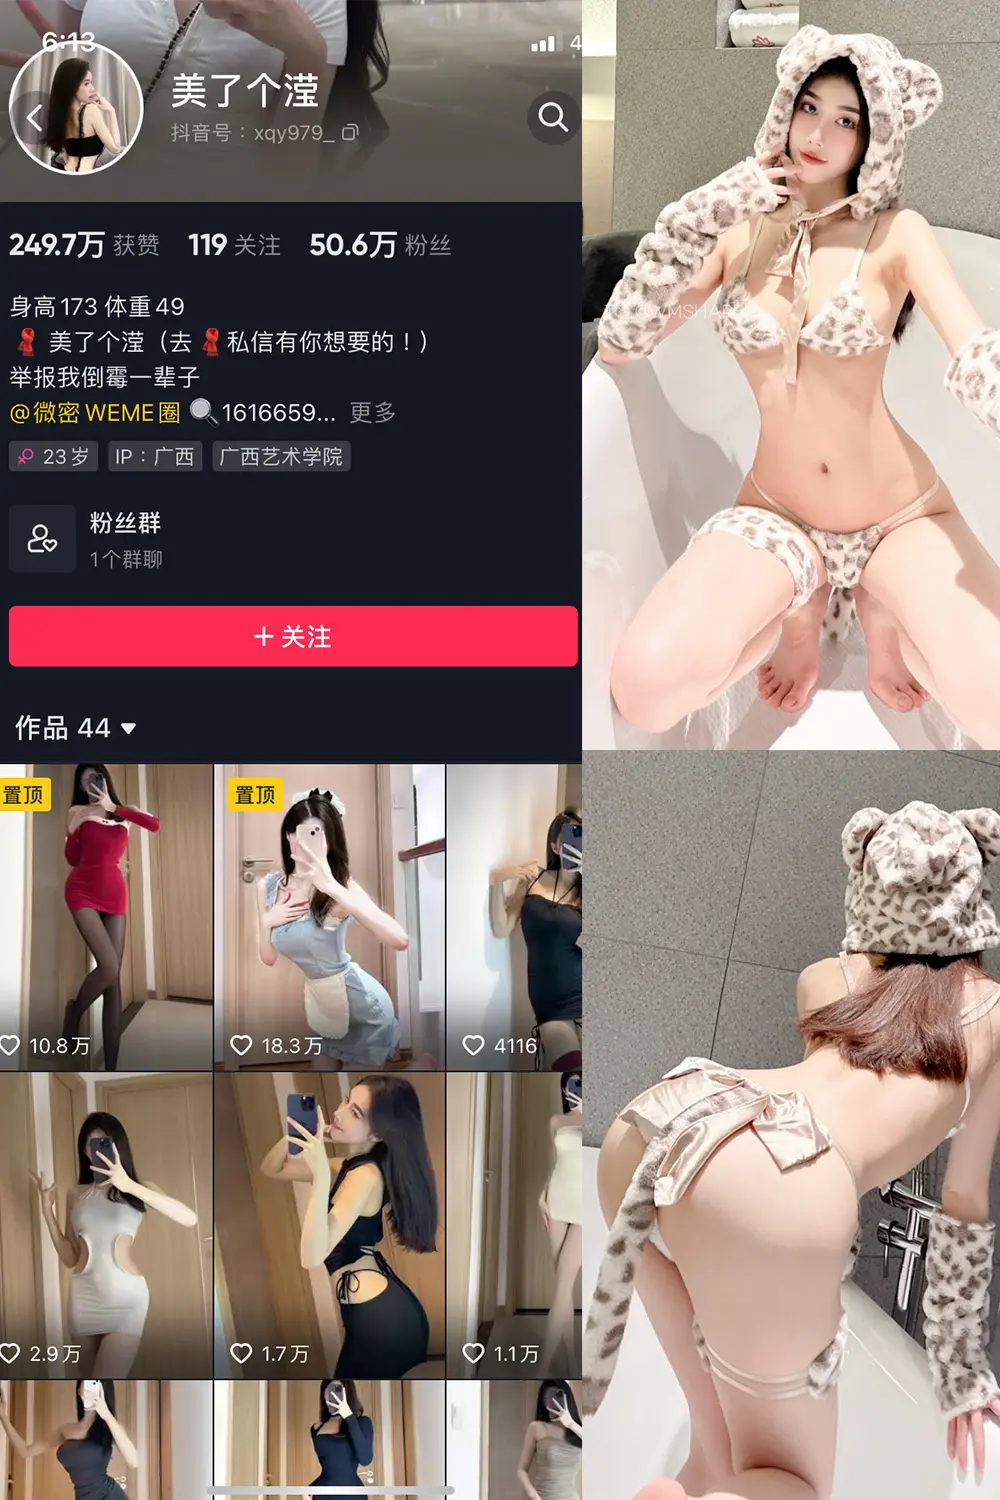 6:13
4
美了个滢
抖音号：xqy979_
249.7万 获赞 119 关注 50.6万 粉丝
身高173 体重49
美了个滢（去 私信有你想要的！）
举报我倒霉一辈子
@微密 WEME圈 1616659... 更多
23岁 IP：广西 广西艺术学院
粉丝群
1个群聊
+ 关注
作品 44
置顶
置顶
10.8万
18.3万
4116
2.9万
1.7万
1.1万